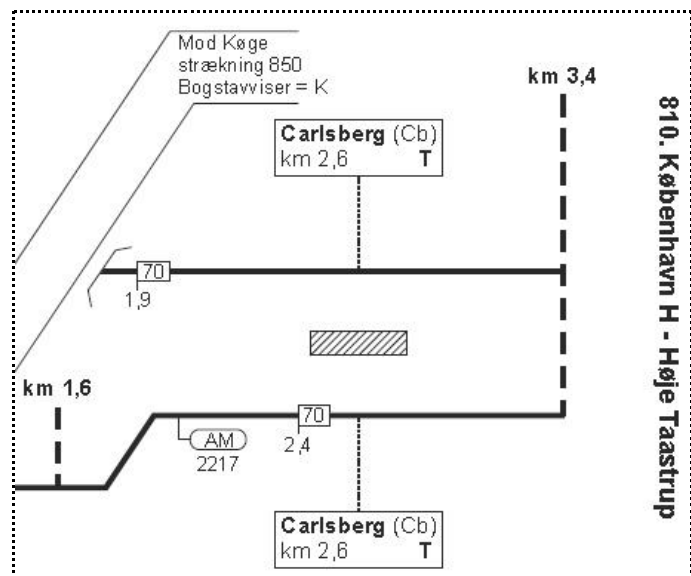 Mod Køge
strækning 850
Bogstavviser = K
km 3,4
Carlsberg (Cb)
km 2,6 T
70
1,9
km 1,6
70
AM
2,4
2217
Carlsberg (Cb)
km 2,6 T
810. København H - Høje Taastrup